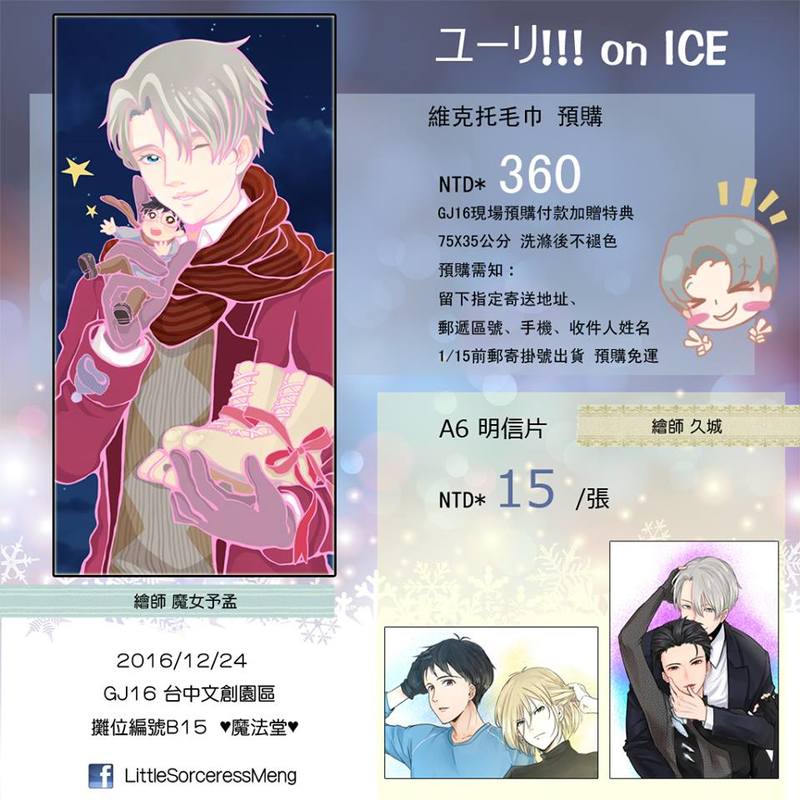 ユーリ!!! on ICE
維克托毛巾 預購
NTD* 360
GJ16現場預購付款加贈特典
75X35公分 洗滌後不褪色
預購需知：
留下指定寄送地址、
郵遞區號、手機、收件人姓名
1/15前郵寄掛號出貨 預購免運
A6 明信片
繪師 久城
NTD* 15 /張
繪師 魔女予孟
2016/12/24
GJ16 台中文創園區
攤位編號B15 ♥魔法堂♥
LittleSorceressMeng